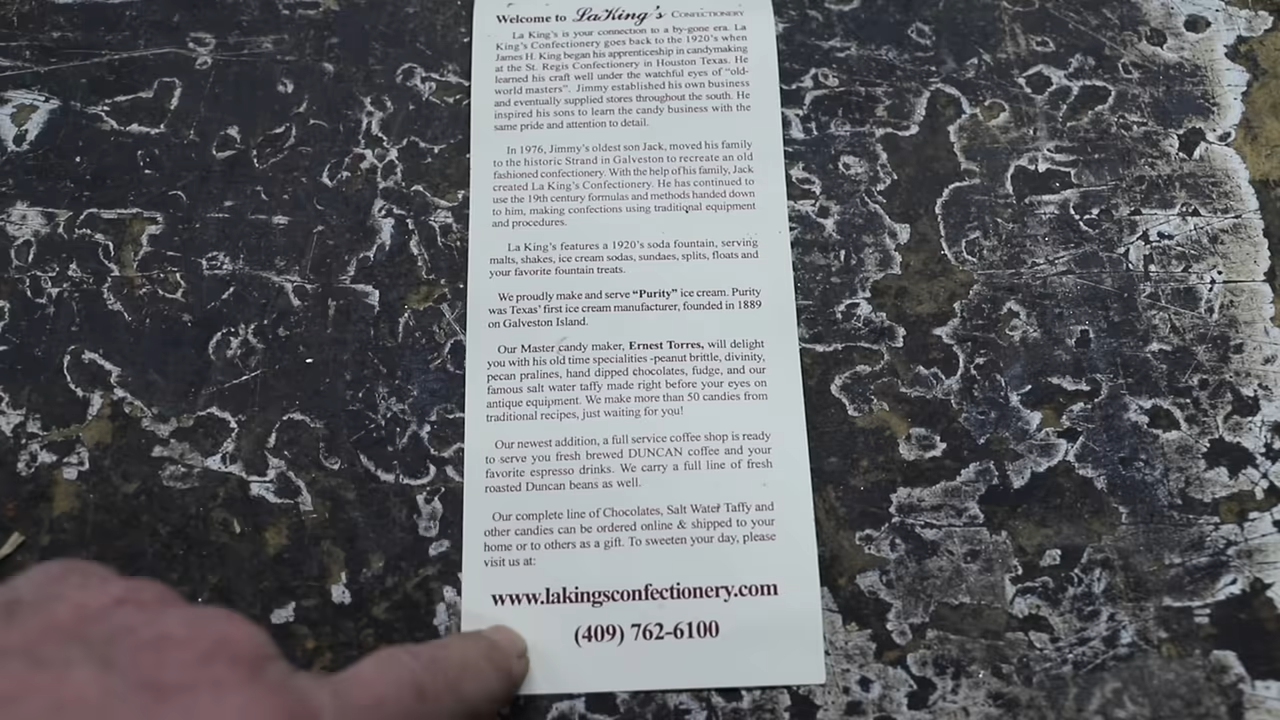 Welcome to LaKing's CONFECTIONERY
La King's is your connection to a by-gone era. La
King's Confectionery goes back to the 1920's when
James H. King began his apprenticeship in candymaking
at the St. Regis Confectionery in Houston Texas. He
learned his craft well under the watchful eyes of "old-
world masters". Jimmy established his own business
and eventually supplied stores throughout the south. He
inspired his sons to learn the candy business with the
same pride and attention to detail.
In 1976, Jimmy's oldest son Jack, moved his family
to the historic Strand in Galveston to recreate an old
fashioned confectionery. With the help of his family, Jack
created La King's Confectionery. He has continued to
use the 19th century formulas and methods handed down
to him, making confections using traditional equipment
and procedures.
La King's features a 1920's soda fountain, serving
malts, shakes, ice cream sodas, sundaes, splits, floats and
your favorite fountain treats.
We proudly make and serve "Purity" ice cream. Purity
was Texas' first ice cream manufacturer, founded in 1889
on Galveston Island.
Our Master candy maker, Ernest Torres, will delight
you with his old time specialities -peanut brittle, divinity,
pecan pralines, hand dipped chocolates, fudge, and our
famous salt water taffy made right before your eyes on
antique equipment. We make more than 50 candies from
traditional recipes, just waiting for you!
Our newest addition, a full service coffee shop is ready
to serve you fresh brewed DUNCAN coffee and your
favorite espresso drinks. We carry a full line of fresh
roasted Duncan beans as well.
Our complete line of Chocolates, Salt Water Taffy and
other candies can be ordered online & shipped to your
home or to others as a gift. To sweeten your day, please
visit us at:
www.lakingsconfectionery.com
(409) 762-6100